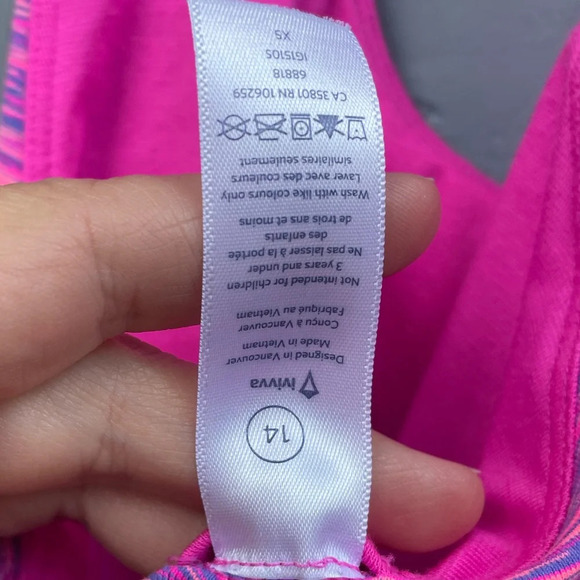 14
ivivva
Designed in Vancouver
Made in Vietnam
Conçu à Vancouver
Fabriqué au Vietnam
Not intended for children
3 years and under
Ne pas laisser à la portée
des enfants
de trois ans et moins
Wash with like colours only
Laver avec des couleurs
similaires seulement
CA 35801 RN 106259
68818
1G1510S
XS